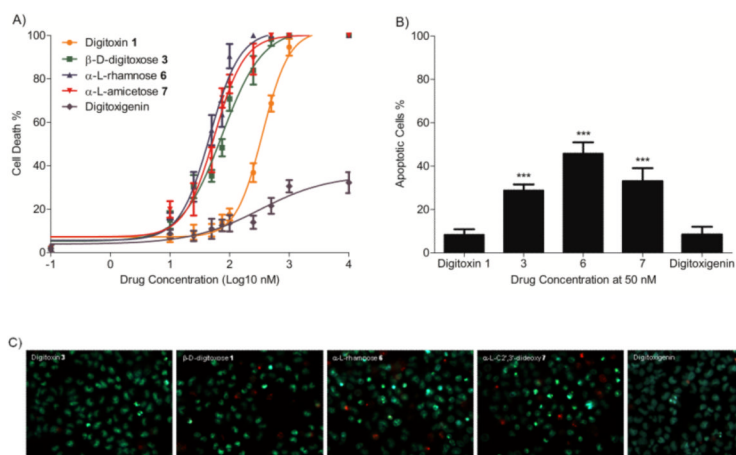 A)
Digitoxin 1
β-D-digitoxose 3
α-L-rhamnose 6
α-L-amicetose 7
Digitoxigenin
Cell Death %
100
80
60
40
20
0
-1 0 1 2 3 4
Drug Concentration (Log10 nM)
B)
Apoptotic Cells %
100
80
60
40
20
0
*** *** ***
Digitoxin 1 3 6 7 Digitoxigenin
Drug Concentration at 50 nM
C)
Digitoxin 3 β-D-digitoxose 1 α-L-rhamnose 6 α-L-C2',3'-dideoxy 7 Digitoxigenin